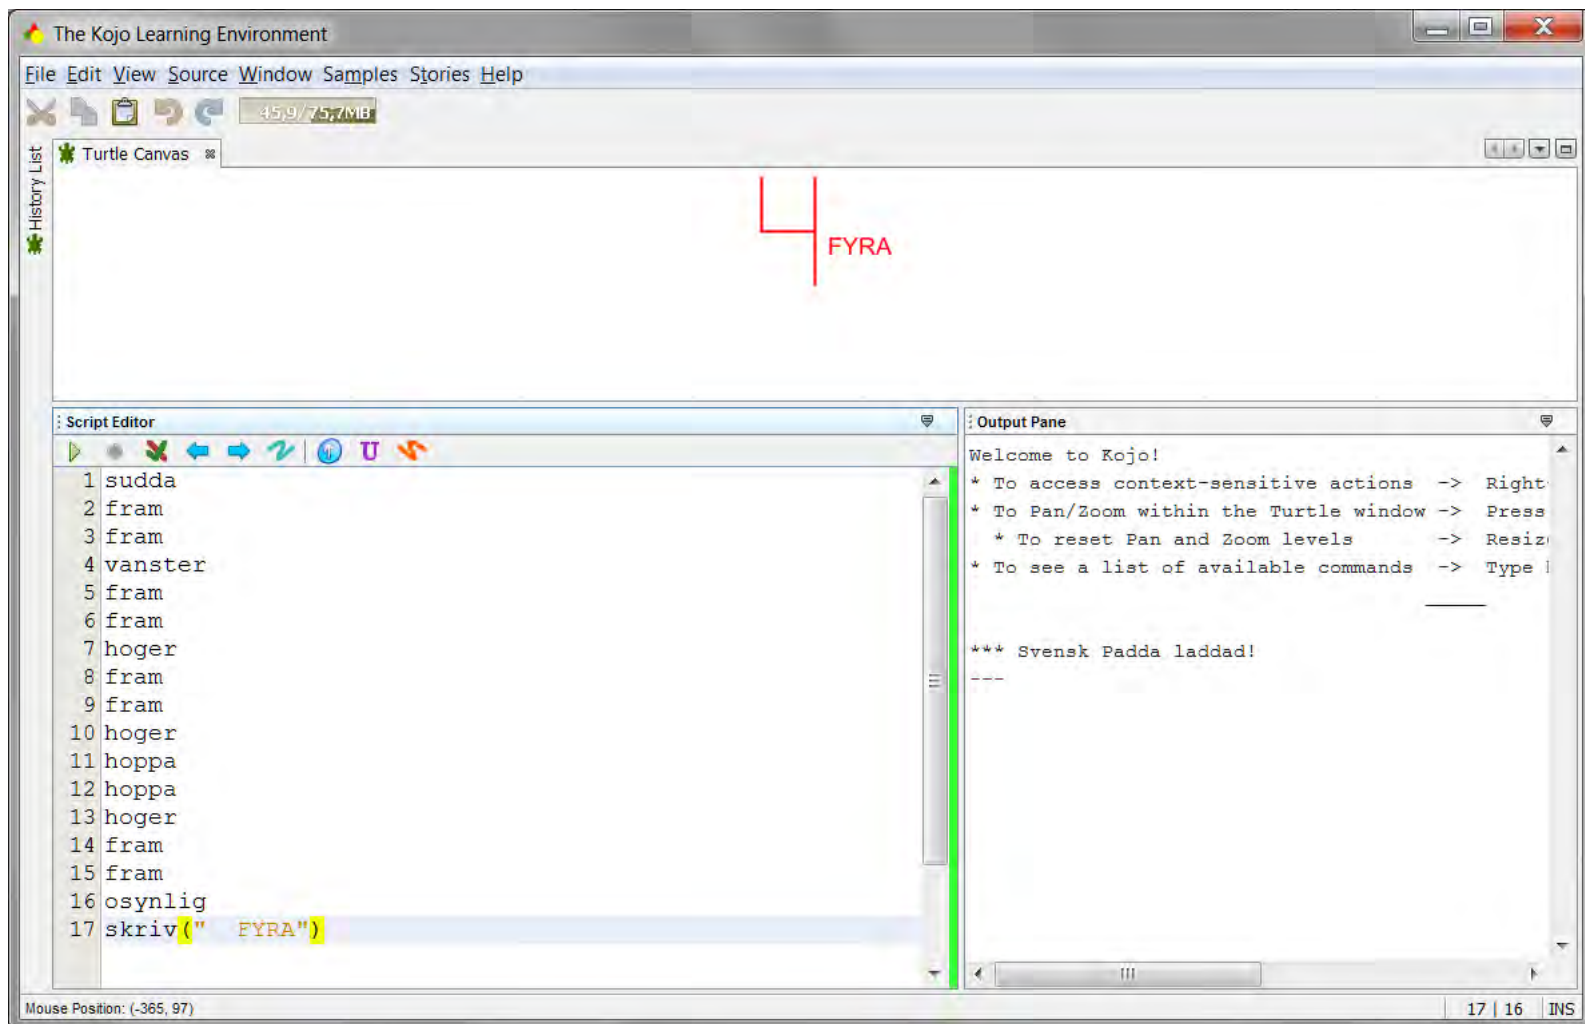 The Kojo Learning Environment
File Edit View Source Window Samples Stories Help
45,9/75,7MB
History List
Turtle Canvas
FYRA
Script Editor
1 sudda
2 fram
3 fram
4 vanster
5 fram
6 fram
7 hoger
8 fram
9 fram
10 hoger
11 hoppa
12 hoppa
13 hoger
14 fram
15 fram
16 osynlig
17 skriv("  FYRA")
Output Pane
Welcome to Kojo!
* To access context-sensitive actions -> Right
* To Pan/Zoom within the Turtle window -> Press
* To reset Pan and Zoom levels -> Resiz
* To see a list of available commands -> Type
*** Svensk Padda laddad!
---
Mouse Position: (-365, 97)
17 | 16 INS